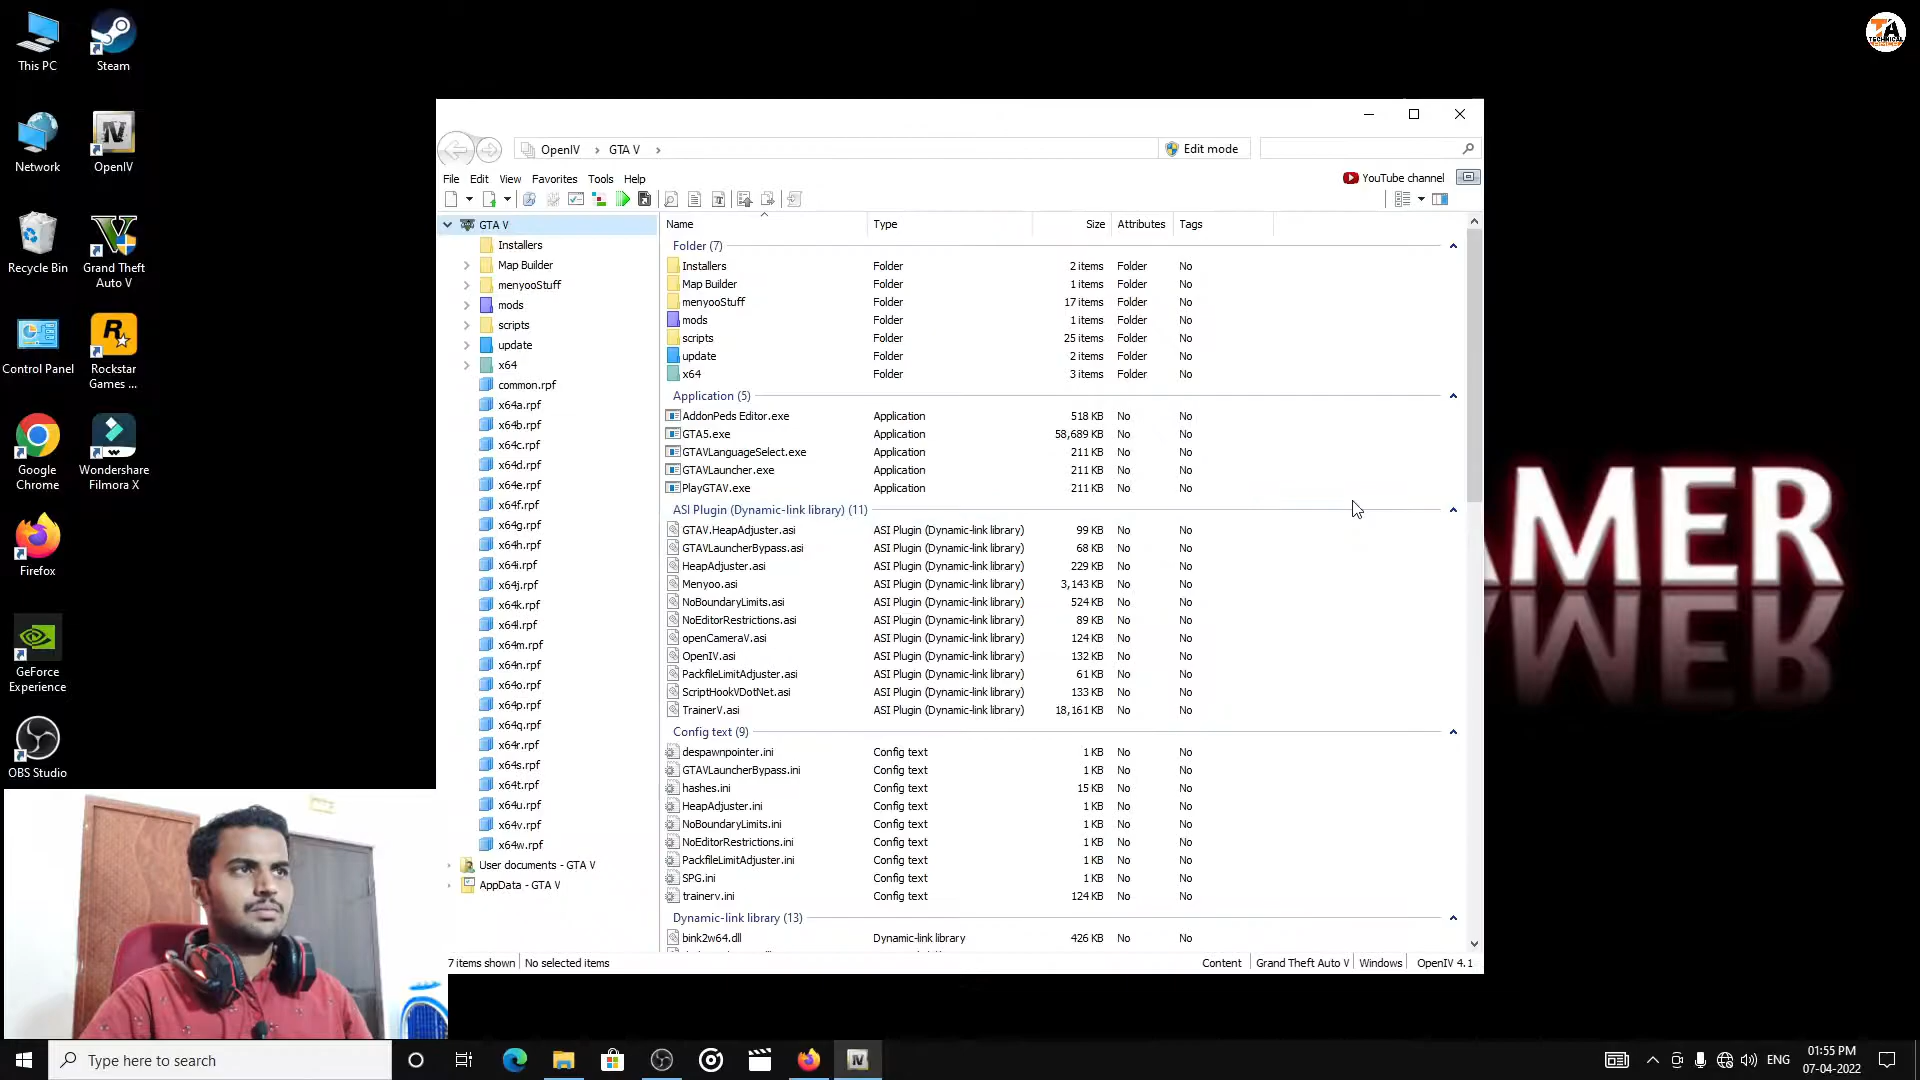 This PC
Steam
Network
OpenIV
Recycle Bin
Grand Theft
Auto V
Control Panel
Rockstar
Games ...
Google
Chrome
Wondershare
Filmora X
Firefox
GeForce
Experience
OBS Studio
TA
TECHNICAL
AMER
OpenIV › GTA V ›
Edit mode
File Edit View Favorites Tools Help
YouTube channel
GTA V
Installers
Map Builder
menyooStuff
mods
scripts
update
x64
common.rpf
x64a.rpf
x64b.rpf
x64c.rpf
x64d.rpf
x64e.rpf
x64f.rpf
x64g.rpf
x64h.rpf
x64i.rpf
x64j.rpf
x64k.rpf
x64l.rpf
x64m.rpf
x64n.rpf
x64o.rpf
x64p.rpf
x64q.rpf
x64r.rpf
x64s.rpf
x64t.rpf
x64u.rpf
x64v.rpf
x64w.rpf
User documents - GTA V
AppData - GTA V
Name Type Size Attributes Tags
Folder (7)
Installers Folder 2 items Folder No
Map Builder Folder 1 items Folder No
menyooStuff Folder 17 items Folder No
mods Folder 1 items Folder No
scripts Folder 25 items Folder No
update Folder 2 items Folder No
x64 Folder 3 items Folder No
Application (5)
AddonPeds Editor.exe Application 518 KB No No
GTA5.exe Application 58,689 KB No No
GTAVLanguageSelect.exe Application 211 KB No No
GTAVLauncher.exe Application 211 KB No No
PlayGTAV.exe Application 211 KB No No
ASI Plugin (Dynamic-link library) (11)
GTAV.HeapAdjuster.asi ASI Plugin (Dynamic-link library) 99 KB No No
GTAVLauncherBypass.asi ASI Plugin (Dynamic-link library) 68 KB No No
HeapAdjuster.asi ASI Plugin (Dynamic-link library) 229 KB No No
Menyoo.asi ASI Plugin (Dynamic-link library) 3,143 KB No No
NoBoundaryLimits.asi ASI Plugin (Dynamic-link library) 524 KB No No
NoEditorRestrictions.asi ASI Plugin (Dynamic-link library) 89 KB No No
openCameraV.asi ASI Plugin (Dynamic-link library) 124 KB No No
OpenIV.asi ASI Plugin (Dynamic-link library) 132 KB No No
PackfileLimitAdjuster.asi ASI Plugin (Dynamic-link library) 61 KB No No
ScriptHookVDotNet.asi ASI Plugin (Dynamic-link library) 133 KB No No
TrainerV.asi ASI Plugin (Dynamic-link library) 18,161 KB No No
Config text (9)
despawnpointer.ini Config text 1 KB No No
GTAVLauncherBypass.ini Config text 1 KB No No
hashes.ini Config text 15 KB No No
HeapAdjuster.ini Config text 1 KB No No
NoBoundaryLimits.ini Config text 1 KB No No
NoEditorRestrictions.ini Config text 1 KB No No
PackfileLimitAdjuster.ini Config text 1 KB No No
SPG.ini Config text 1 KB No No
trainerv.ini Config text 124 KB No No
Dynamic-link library (13)
bink2w64.dll Dynamic-link library 426 KB No No
7 items shown No selected items
Content Grand Theft Auto V Windows OpenIV 4.1
Type here to search
ENG
01:55 PM
07-04-2022